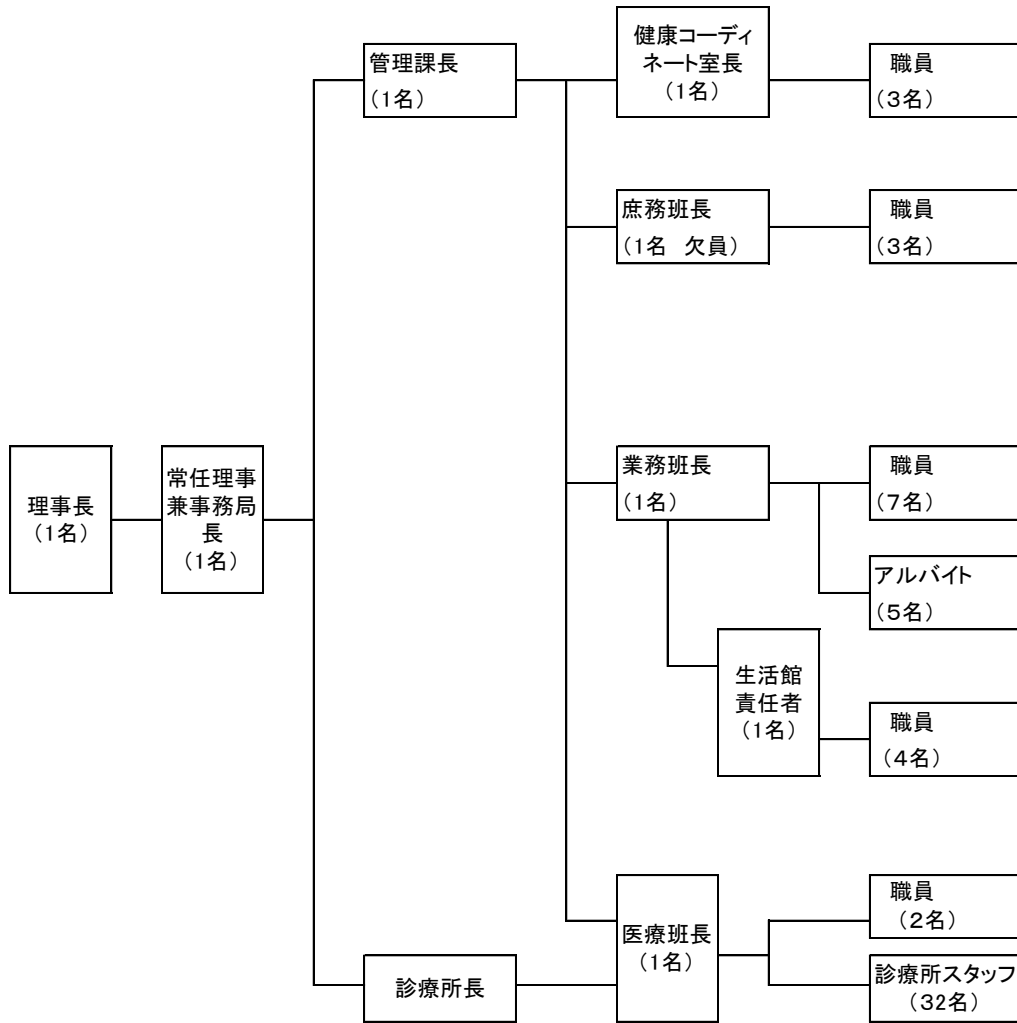 理事長
(1名)
常任理事
兼事務局
長
(1名)
管理課長
(1名)
健康コーディ
ネート室長
(1名)
職員
(3名)
庶務班長
(1名 欠員)
職員
(3名)
業務班長
(1名)
職員
(7名)
アルバイト
(5名)
生活館
責任者
(1名)
職員
(4名)
診療所長
医療班長
(1名)
職員
(2名)
診療所スタッフ
(32名)